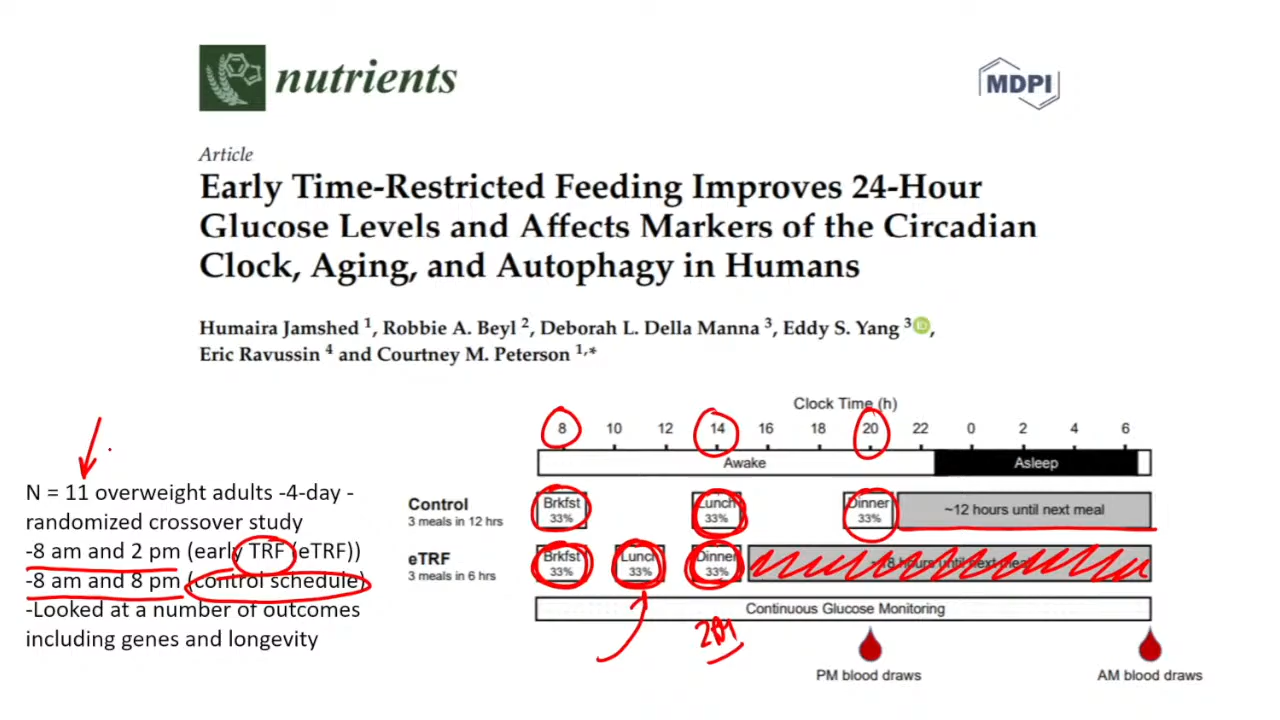 nutrients
MDPI
Article
Early Time-Restricted Feeding Improves 24-Hour
Glucose Levels and Affects Markers of the Circadian
Clock, Aging, and Autophagy in Humans
Humaira Jamshed 1, Robbie A. Beyl 2, Deborah L. Della Manna 3, Eddy S. Yang 3 iD,
Eric Ravussin 4 and Courtney M. Peterson 1,*
N = 11 overweight adults -4-day -
randomized crossover study
-8 am and 2 pm (early TRF (eTRF))
-8 am and 8 pm (control schedule)
-Looked at a number of outcomes
including genes and longevity
Clock Time (h)
8 10 12 14 16 18 20 22 0 2 4 6
Awake Asleep
Control
3 meals in 12 hrs
Brkfst
33%
Lunch
33%
Dinner
33%
~12 hours until next meal
eTRF
3 meals in 6 hrs
Brkfst
33%
Lunch
33%
Dinner
33%
~18 hours until next meal
Continuous Glucose Monitoring
2PM
PM blood draws
AM blood draws